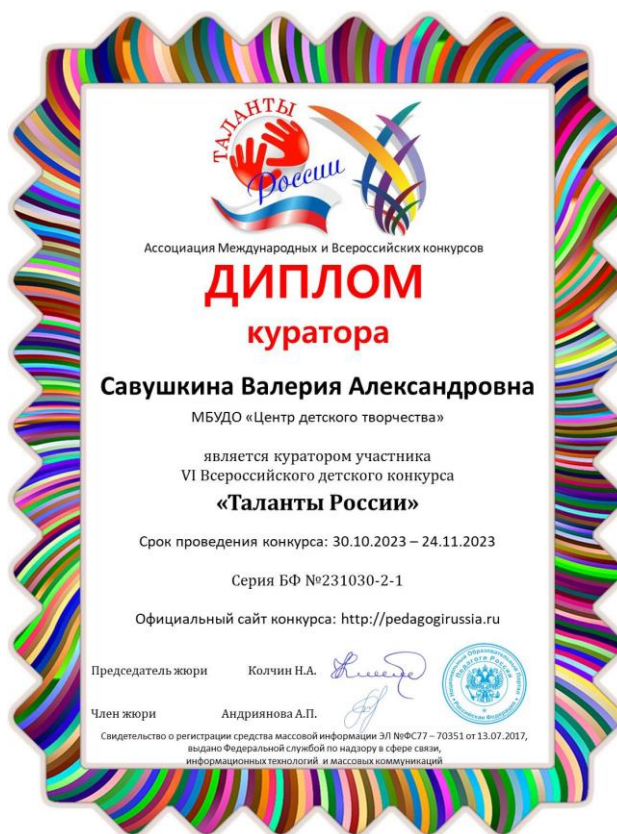 ТАЛАНТЫ
России
Ассоциация Международных и Всероссийских конкурсов
ДИПЛОМ
куратора
Савушкина Валерия Александровна
МБУДО «Центр детского творчества»
является куратором участника
VI Всероссийского детского конкурса
«Таланты России»
Срок проведения конкурса: 30.10.2023 – 24.11.2023
Серия БФ №231030-2-1
Официальный сайт конкурса: http://pedagogirussia.ru
Председатель жюри Колчин Н.А.
Педагоги России
Член жюри Андриянова А.П.
Свидетельство о регистрации средства массовой информации ЭЛ №ФС77 – 70351 от 13.07.2017,
выдано Федеральной службой по надзору в сфере связи,
информационных технологий и массовых коммуникаций